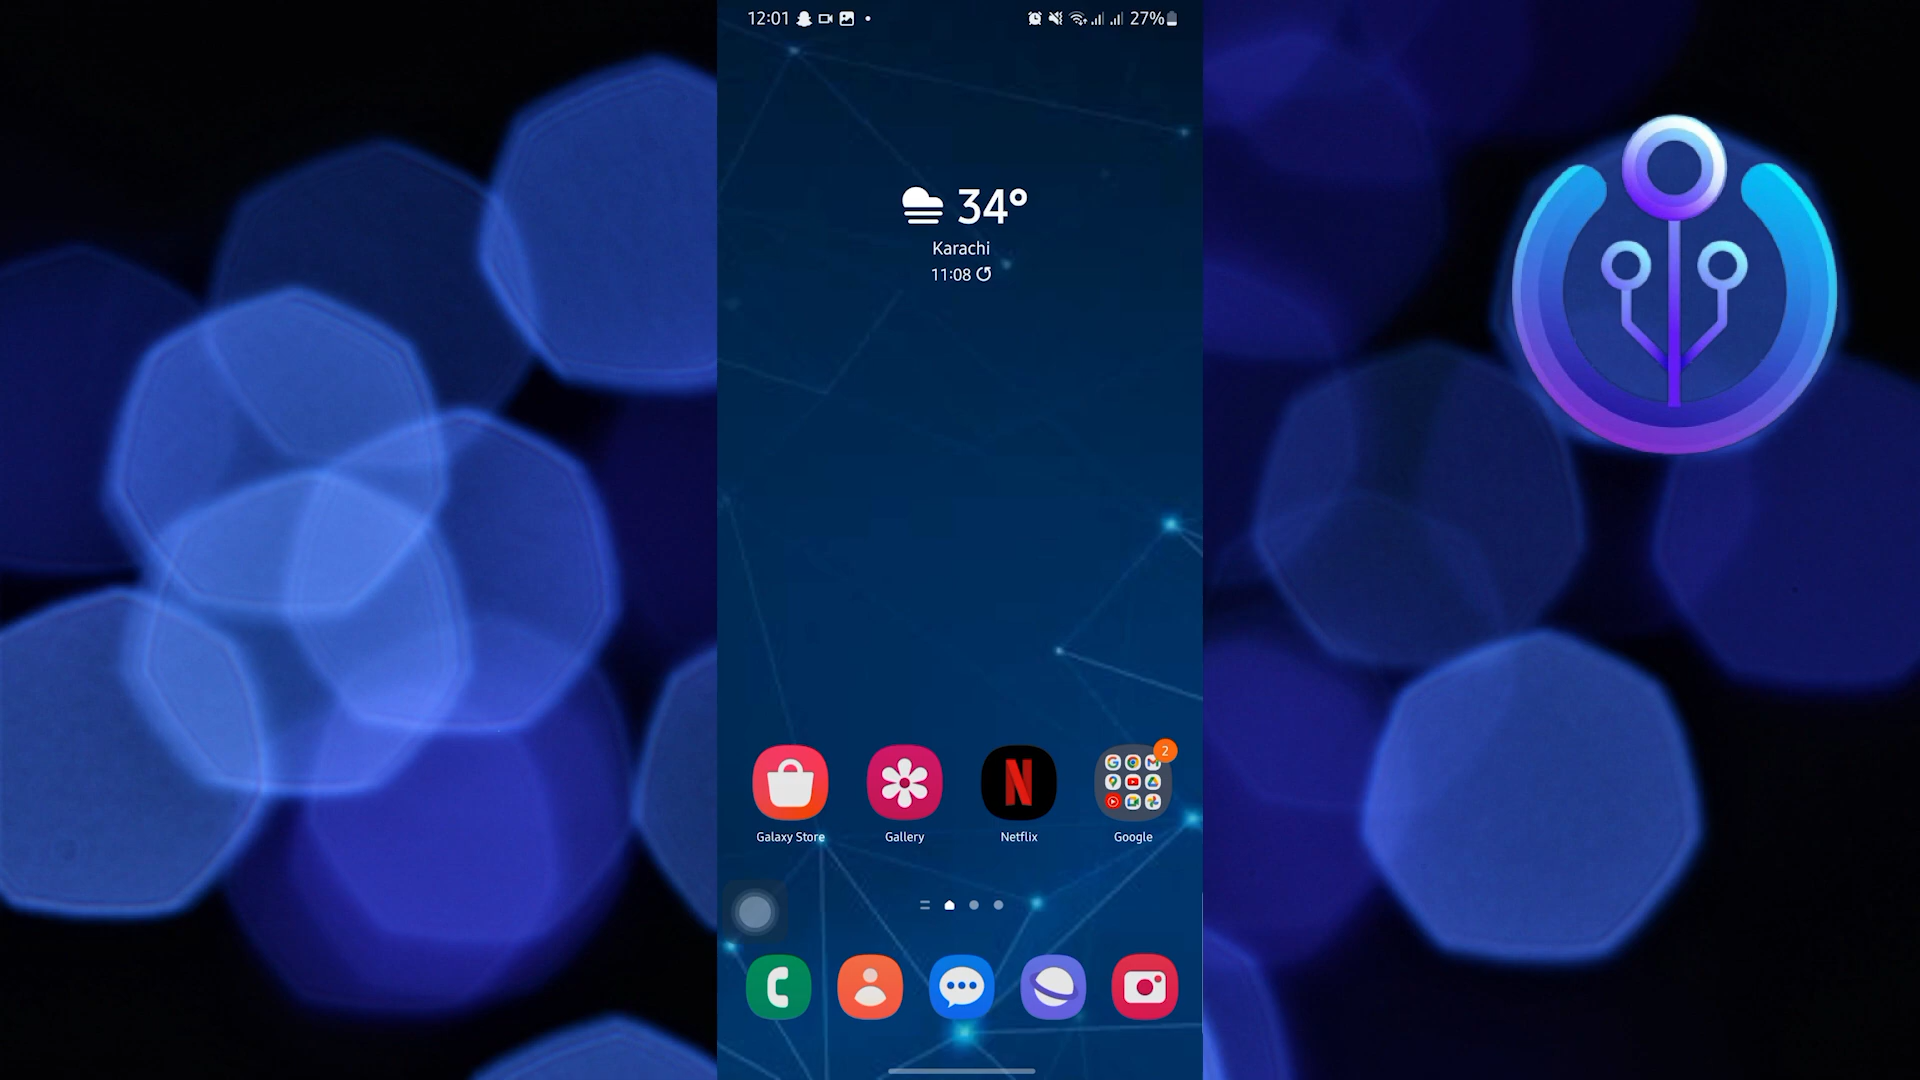 12:01
27%
34°
Karachi
11:08
2
Galaxy Store
Gallery
Netflix
Google